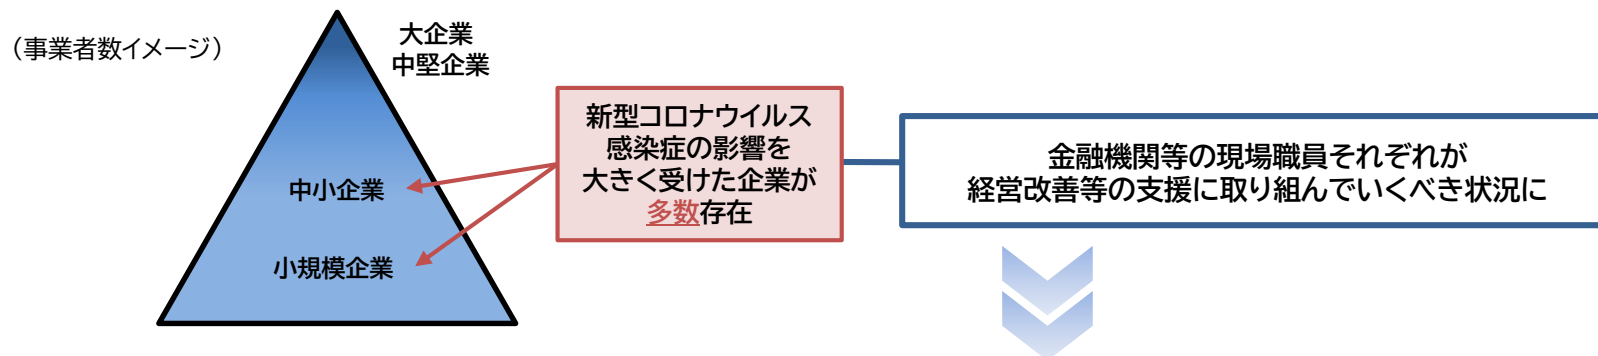 （事業者数イメージ）
大企業
中堅企業
中小企業
小規模企業
新型コロナウイルス
感染症の影響を
大きく受けた企業が
多数存在
金融機関等の現場職員それぞれが
経営改善等の支援に取り組んでいくべき状況に